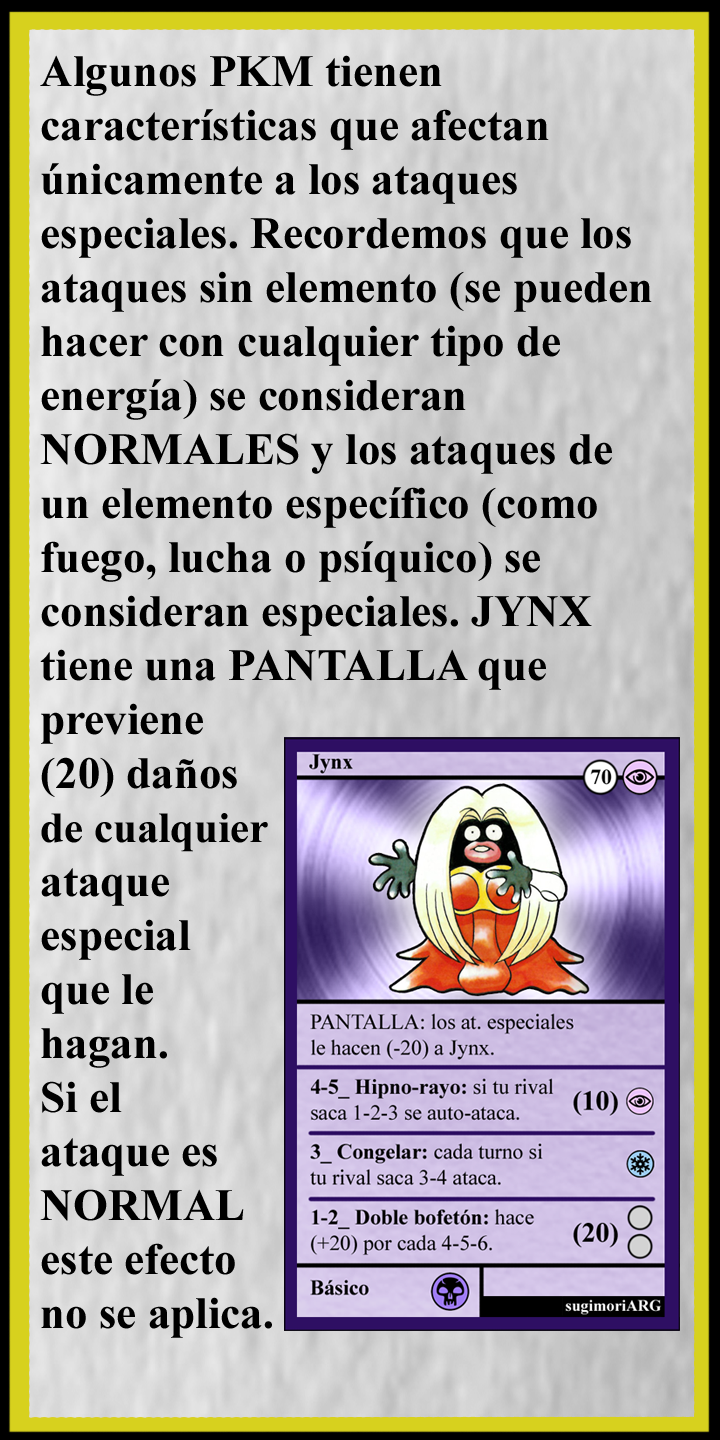 Algunos PKM tienen
características que afectan
únicamente a los ataques
especiales. Recordemos que los
ataques sin elemento (se pueden
hacer con cualquier tipo de
energía) se consideran
NORMALES y los ataques de
un elemento específico (como
fuego, lucha o psíquico) se
consideran especiales. JYNX
tiene una PANTALLA que
previene
(20) daños
de cualquier
ataque
especial
que le
hagan.
Si el
ataque es
NORMAL
este efecto
no se aplica.
Jynx
70
PANTALLA: los at. especiales
le hacen (-20) a Jynx.
4-5_ Hipno-rayo: si tu rival
saca 1-2-3 se auto-ataca.
(10)
3_ Congelar: cada turno si
tu rival saca 3-4 ataca.
1-2_ Doble bofetón: hace
(+20) por cada 4-5-6.
(20)
Básico
sugimoriARG